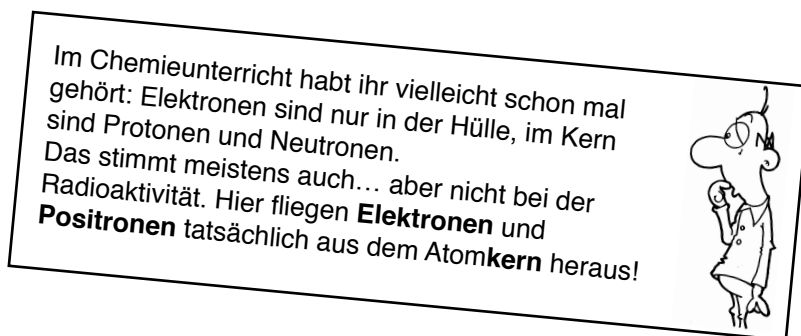 Im Chemieunterricht habt ihr vielleicht schon mal
gehört: Elektronen sind nur in der Hülle, im Kern
sind Protonen und Neutronen.
Das stimmt meistens auch… aber nicht bei der
Radioaktivität. Hier fliegen Elektronen und
Positronen tatsächlich aus dem Atomkern heraus!